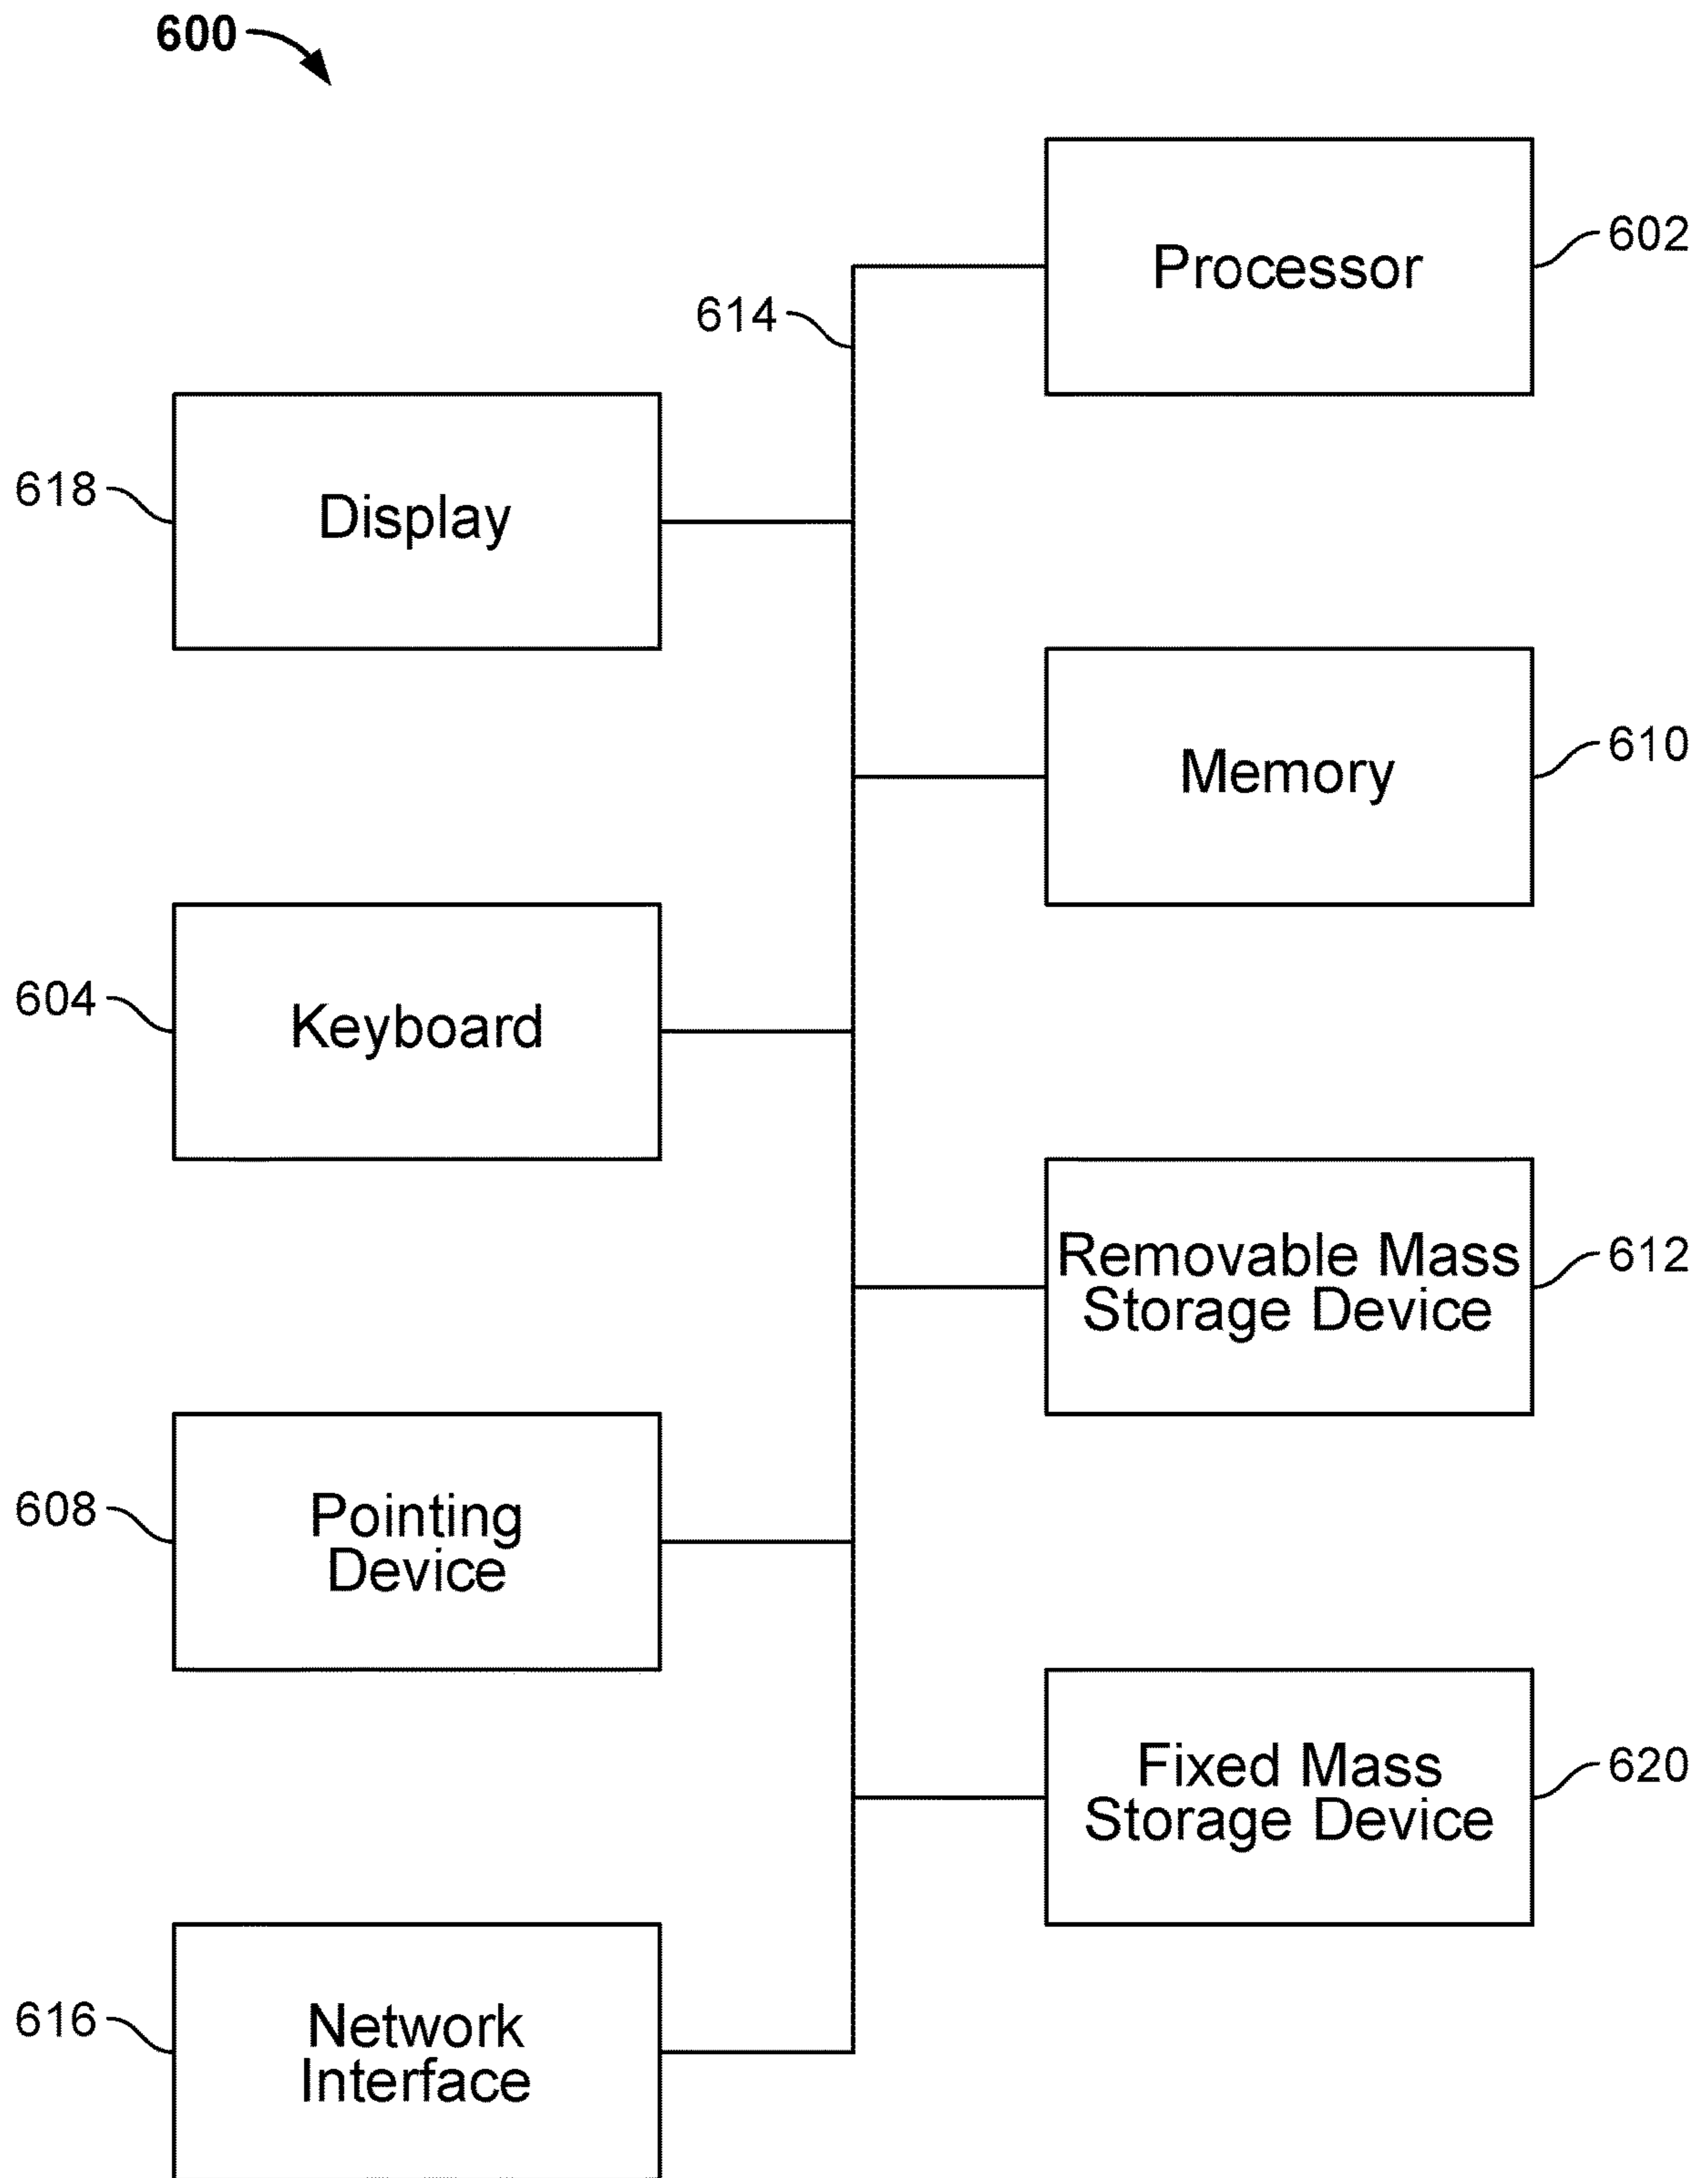 600
Processor
602
614
618
Display
Memory
610
604
Keyboard
Removable Mass
Storage Device
612
608
Pointing
Device
Fixed Mass
Storage Device
620
616
Network
Interface